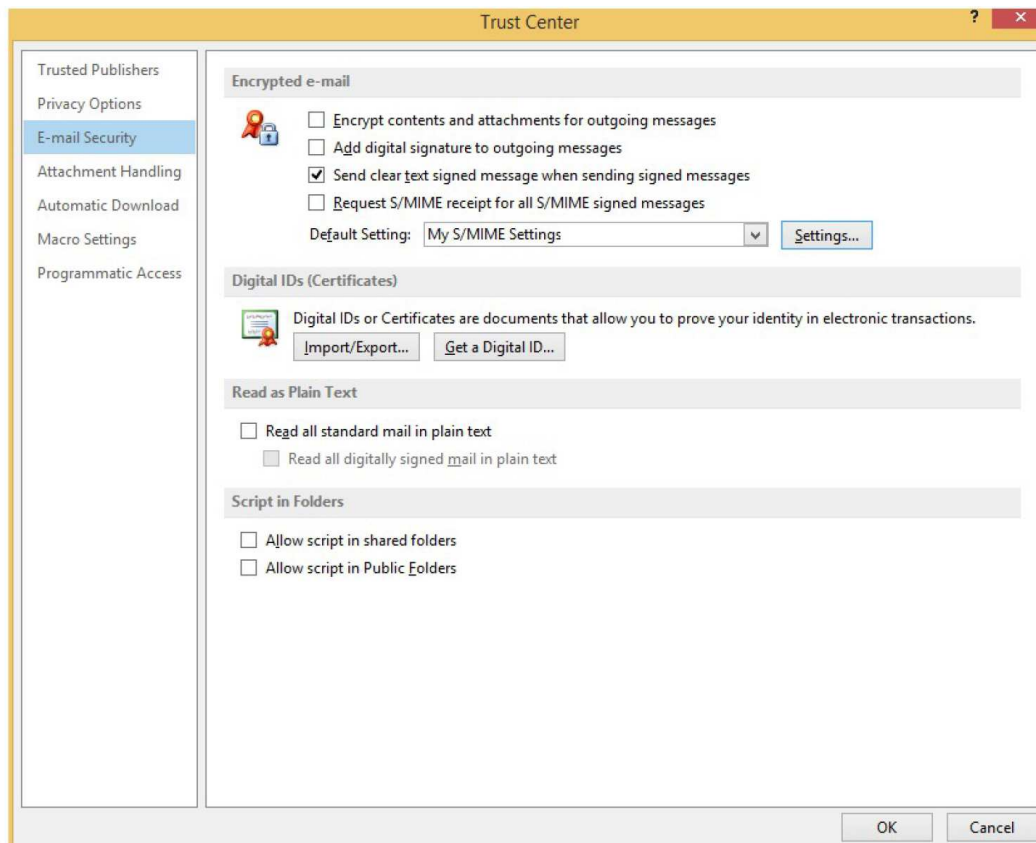 Trust Center
?
Trusted Publishers
Privacy Options
E-mail Security
Attachment Handling
Automatic Download
Macro Settings
Programmatic Access
Encrypted e-mail
Encrypt contents and attachments for outgoing messages
Add digital signature to outgoing messages
Send clear text signed message when sending signed messages
Request S/MIME receipt for all S/MIME signed messages
Default Setting: My S/MIME Settings Settings...
Digital IDs (Certificates)
Digital IDs or Certificates are documents that allow you to prove your identity in electronic transactions.
Import/Export... Get a Digital ID...
Read as Plain Text
Read all standard mail in plain text
Read all digitally signed mail in plain text
Script in Folders
Allow script in shared folders
Allow script in Public Folders
OK Cancel